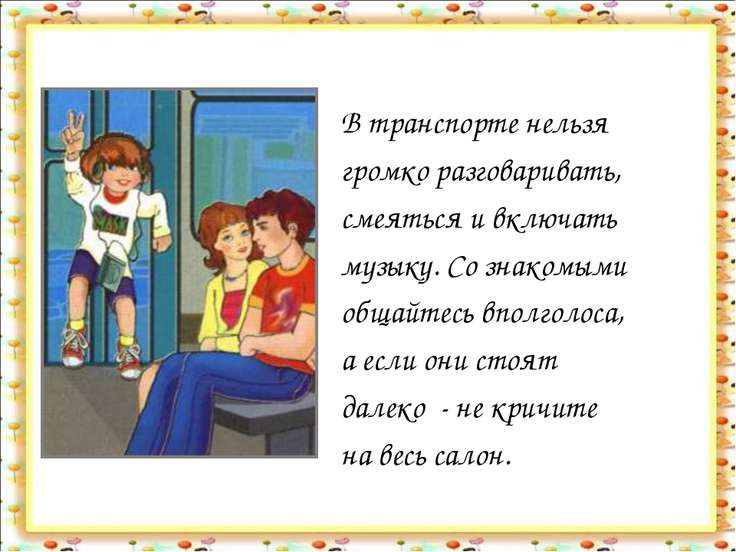 В транспорте нельзя
громко разговаривать,
смеяться и включать
музыку. Со знакомыми
общайтесь вполголоса,
а если они стоят
далеко - не кричите
на весь салон.